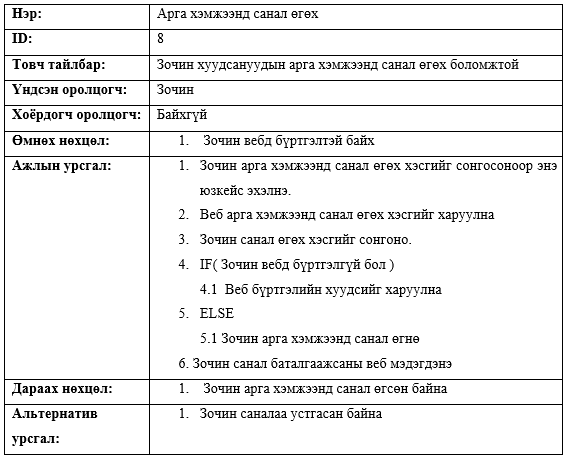 Нэр: Арга хэмжээнд санал өгөх
ID: 8
Товч тайлбар: Зочин хуудсануудын арга хэмжээнд санал өгөх боломжтой
Үндсэн оролцогч: Зочин
Хоёрдогч оролцогч: Байхгүй
Өмнөх нөхцөл: 1. Зочин вебд бүртгэлтэй байх
Ажлын урсгал: 1. Зочин арга хэмжээнд санал өгөх хэсгийг сонгосоноор энэ
юзкейс эхэлнэ.
2. Веб арга хэмжээнд санал өгөх хэсгийг харуулна
3. Зочин санал өгөх хэсгийг сонгоно.
4. IF( Зочин вебд бүртгэлгүй бол )
4.1 Веб бүртгэлийн хуудсийг харуулна
5. ELSE
5.1 Зочин арга хэмжээнд санал өгнө
6. Зочин санал баталгаажсаны веб мэдэгдэнэ
Дараах нөхцөл: 1. Зочин арга хэмжээнд санал өгсөн байна
Альтернатив 1. Зочин саналаа устгасан байна
урсгал: